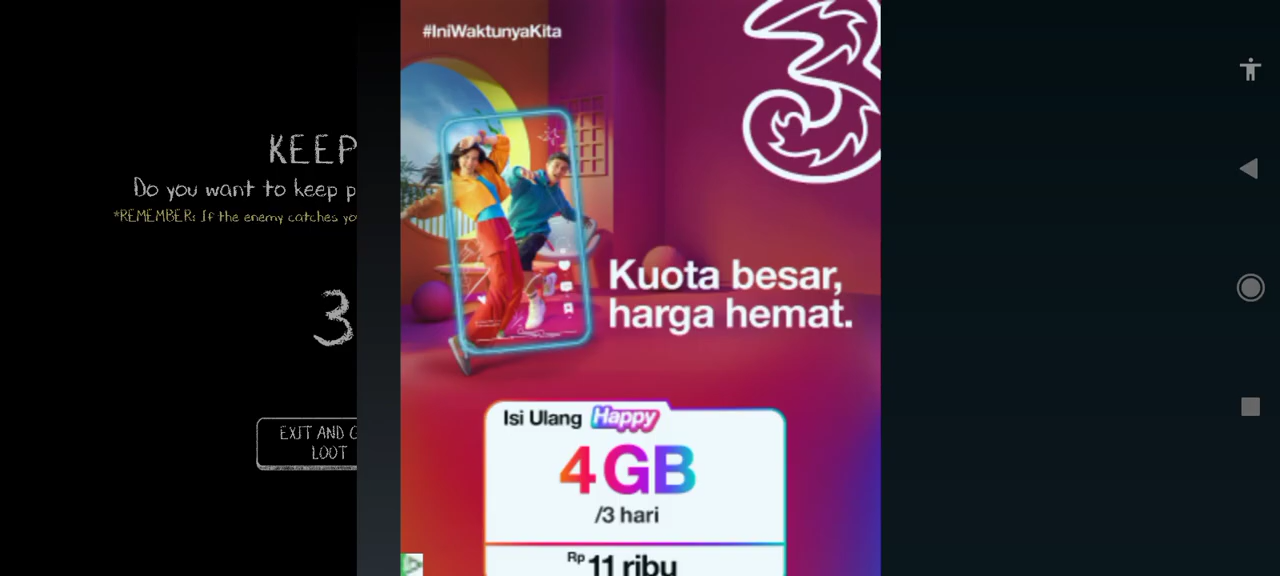 KEEP
Do you want to keep p
*REMEMBER: If the enemy catches yo
3
EXIT AND
LOOT
#IniWaktunyaKita
3
Kuota besar,
harga hemat.
Isi Ulang Happy
4GB
/3 hari
Rp 11 ribu